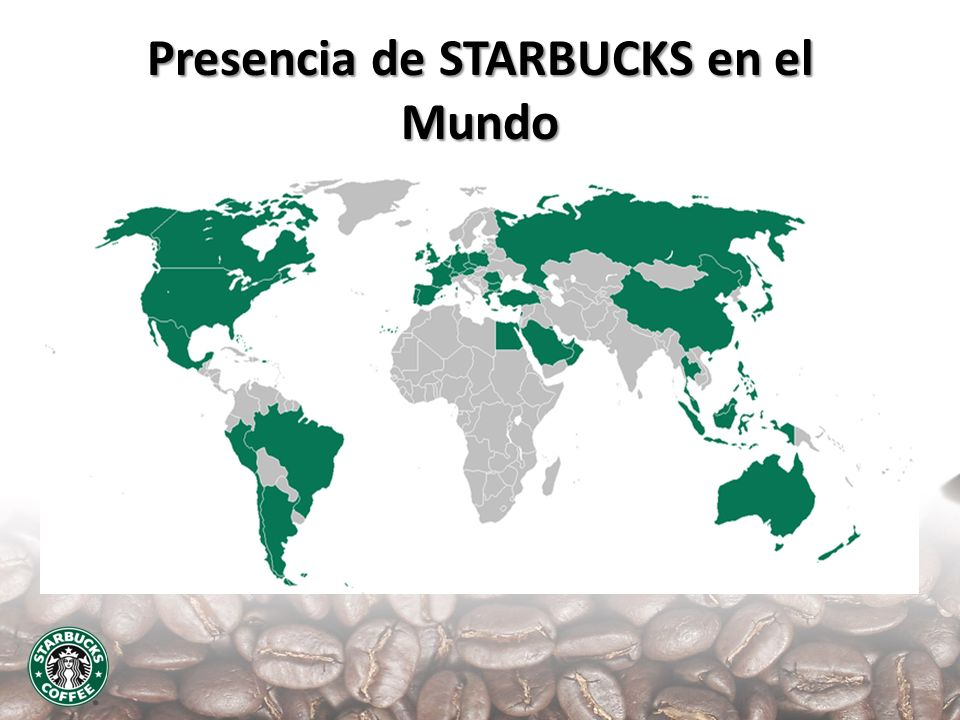 Presencia de STARBUCKS en el
Mundo
STARBUCKS
COFFEE